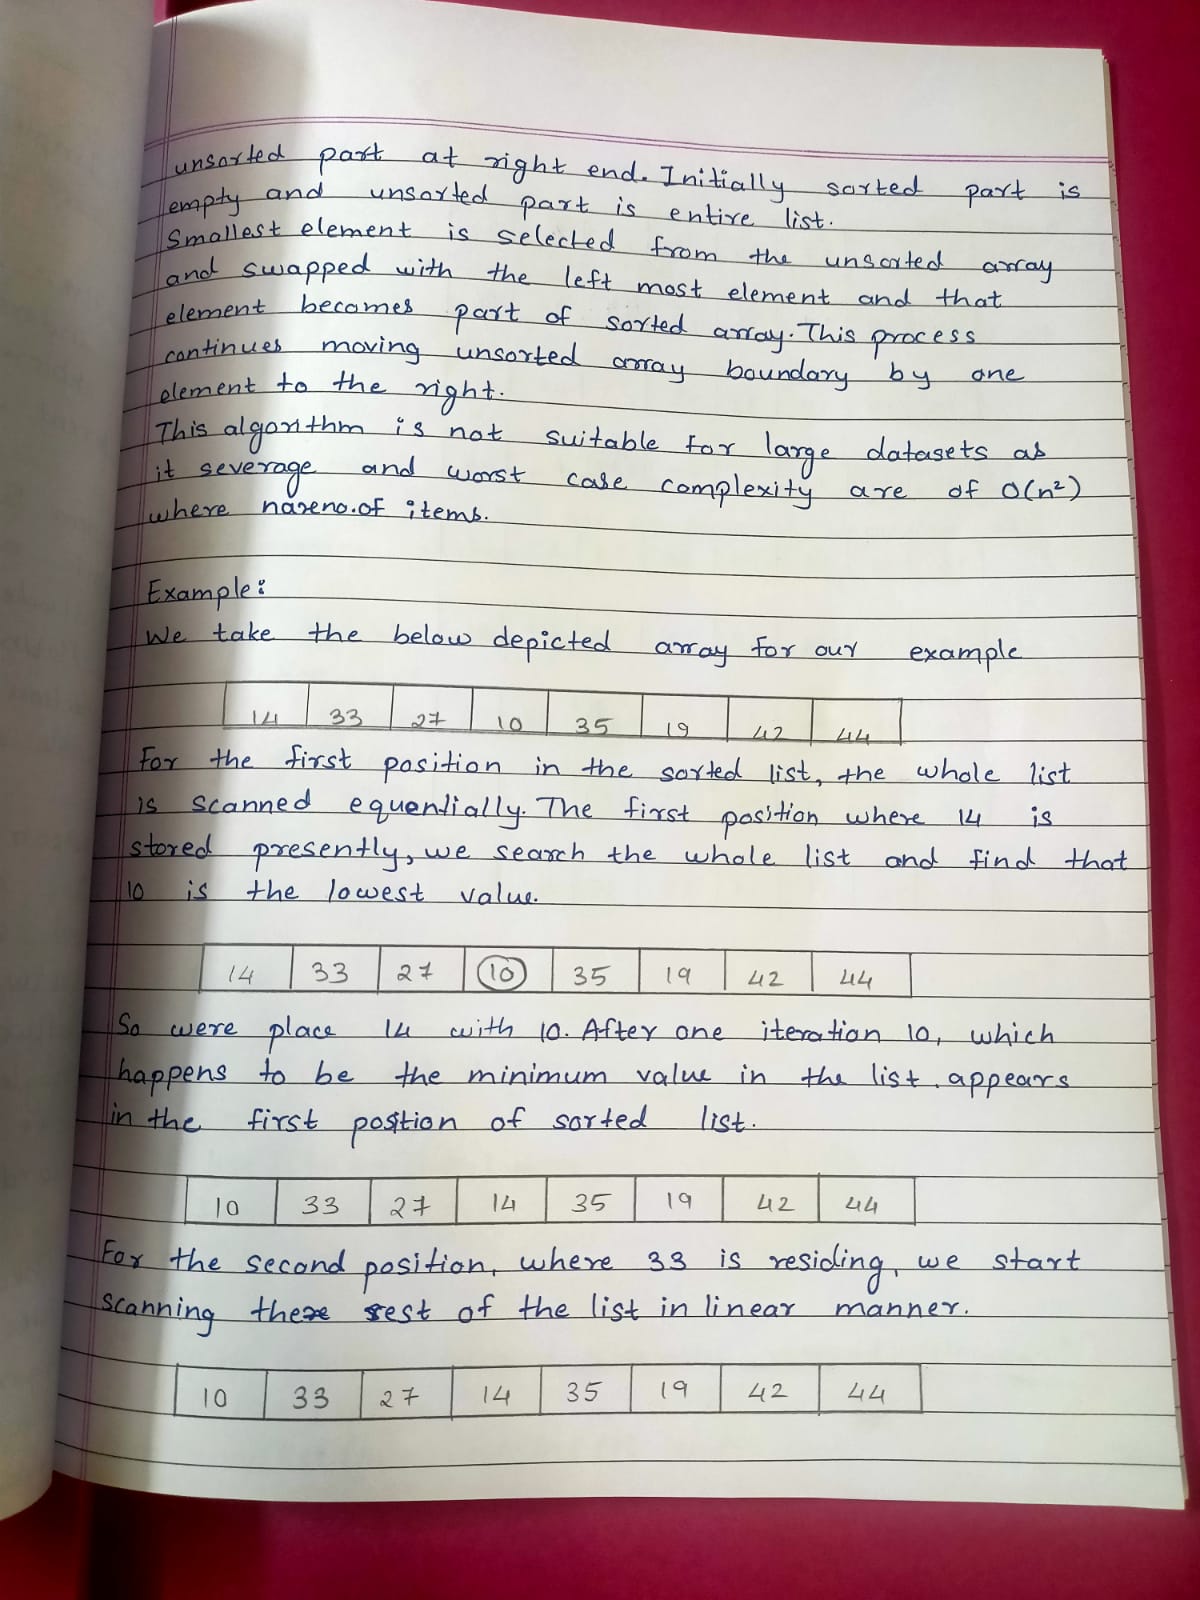 unsorted part at right end. Initially sorted part is
empty and unsorted part is entire list.
Smallest element is selected from the unsorted array
and swapped with the left most element and that
element becomes part of sorted array. This process
continues moving unsorted array boundary by one
element to the right.
This algorithm is not suitable for large datasets as
it severage and worst case complexity are of O(n²)
where nareno.of items.
Example:
We take the below depicted array for our example
14 33 27 10 35 19 42 44
For the first position in the sorted list, the whole list
is scanned equentially. The first position where 14 is
stored presently, we search the whole list and find that
10 is the lowest value.
14 33 27 10 35 19 42 44
So were place 14 with 10. After one iteration 10, which
happens to be the minimum value in the list, appears
in the first position of sorted list.
10 33 27 14 35 19 42 44
For the second position, where 33 is residing, we start
scanning the rest of the list in linear manner.
10 33 27 14 35 19 42 44